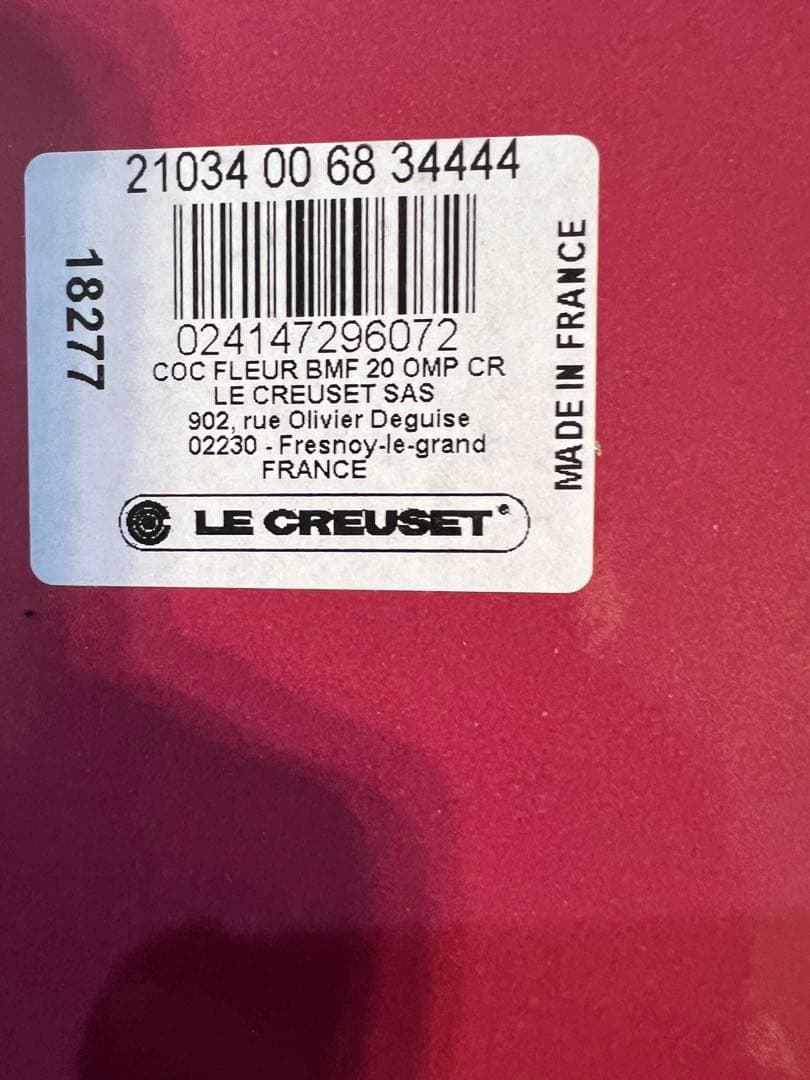 21034 00 68 34444
18277
024147296072
COC FLEUR BMF 20 OMP CR
LE CREUSET SAS
902, rue Olivier Deguise
02230 - Fresnoy-le-grand
FRANCE
LE CREUSET®
MADE IN FRANCE